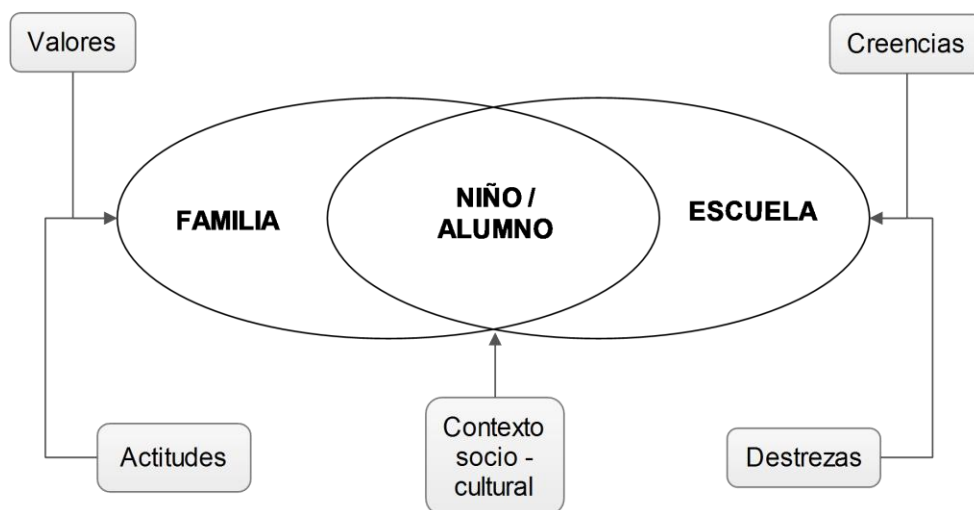 Valores
Creencias
FAMILIA
NIÑO /
ALUMNO
ESCUELA
Actitudes
Contexto
socio -
cultural
Destrezas